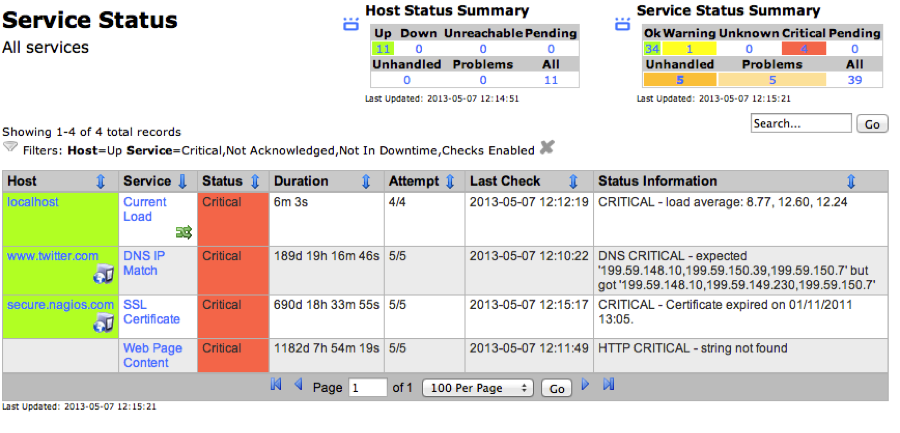 Service Status
All services
Host Status Summary
Up Down Unreachable Pending
11 0 0 0
Unhandled Problems All
0 0 11
Last Updated: 2013-05-07 12:14:51
Service Status Summary
Ok Warning Unknown Critical Pending
34 1 0 4 0
Unhandled Problems All
5 5 39
Last Updated: 2013-05-07 12:15:21
Search... Go
Showing 1-4 of 4 total records
Filters: Host=Up Service=Critical,Not Acknowledged,Not In Downtime,Checks Enabled
Host Service Status Duration Attempt Last Check Status Information
localhost Current Load Critical 6m 3s 4/4 2013-05-07 12:12:19 CRITICAL - load average: 8.77, 12.60, 12.24
www.twitter.com DNS IP Match Critical 189d 19h 16m 46s 5/5 2013-05-07 12:10:22 DNS CRITICAL - expected
'199.59.148.10,199.59.150.39,199.59.150.7' but
got '199.59.148.10,199.59.149.230,199.59.150.7'
secure.nagios.com SSL Certificate Critical 690d 18h 33m 55s 5/5 2013-05-07 12:15:17 CRITICAL - Certificate expired on 01/11/2011
13:05.
Web Page Content Critical 1182d 7h 54m 19s 5/5 2013-05-07 12:11:49 HTTP CRITICAL - string not found
Page 1 of 1 100 Per Page Go
Last Updated: 2013-05-07 12:15:21